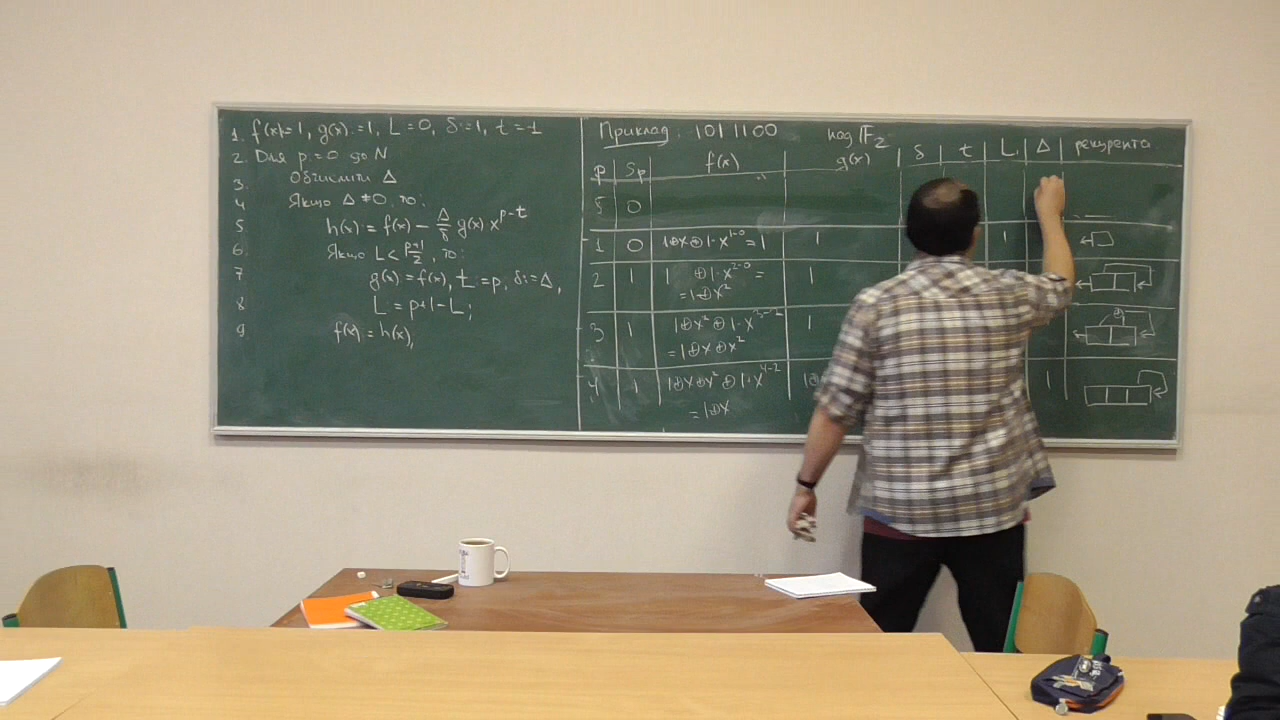 1. f(x)=1, g(x):=1, L=0, δ:=1, t=-1
2. Для p:=0 до N
3. Обчислити Δ
4 Якщо Δ≠0, то:
5 h(x)=f(x)-Δ/δ g(x)x^{p-t}
6. Якщо L<(p+1)/2, то:
7 g(x)=f(x), t:=p, δ:=Δ,
8 L=p+1-L;
9 f(x)=h(x),
Приклад: 1011100 над F₂
p Sₚ f(x) g(x) δ t L Δ рекурента
5 0
1 0 1⊕x⊕1·x^{1-0}=1 1 1
2 1 1 ⊕1·x^{2-0}= 1
=1⊕x²
3 1 1⊕x²⊕1·x 1
=1⊕x⊕x²
4 1 1⊕x⊕x²⊕1·x^{4-2} 1⊕ 1
=1⊕x